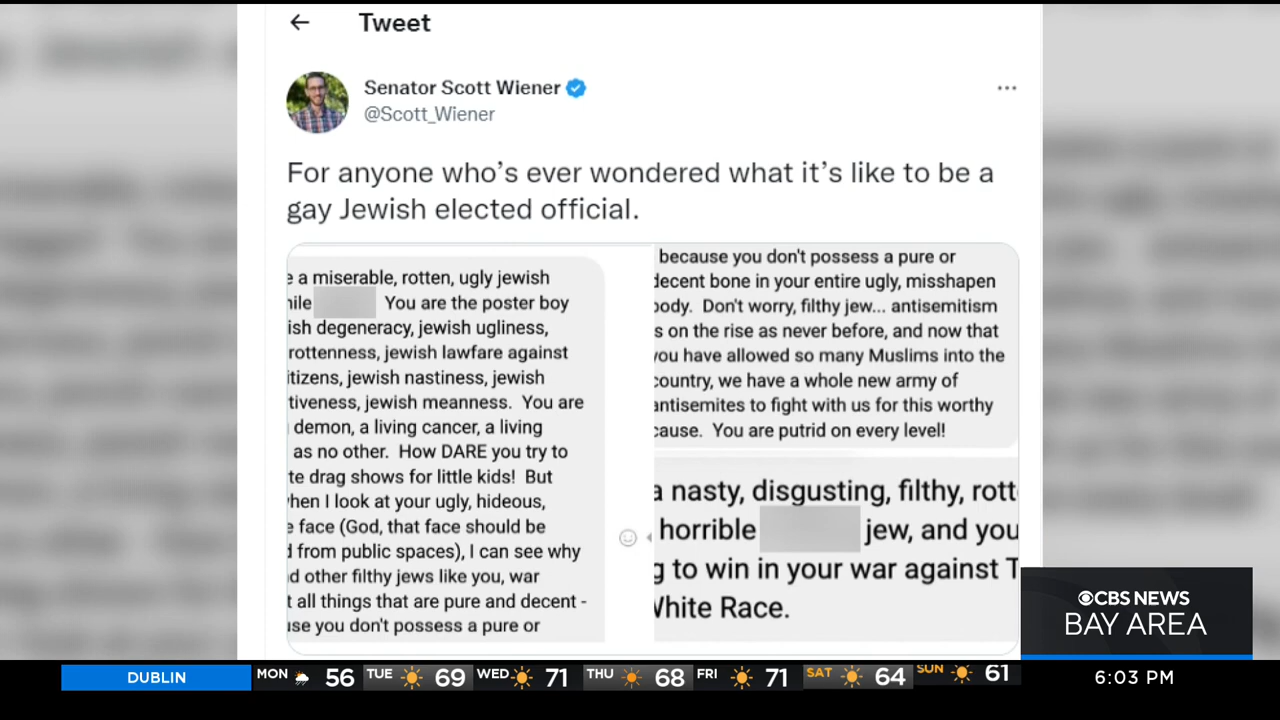 Tweet
Senator Scott Wiener
@Scott_Wiener
For anyone who's ever wondered what it's like to be a
gay Jewish elected official.
a miserable, rotten, ugly jewish
You are the poster boy
degeneracy, jewish ugliness,
rottenness, jewish lawfare against
jewish nastiness, jewish
jewish meanness. You are
demon, a living cancer, a living
as no other. How DARE you try to
drag shows for little kids! But
when I look at your ugly, hideous,
face (God, that face should be
from public spaces), I can see why
other filthy jews like you, war
all things that are pure and decent -
you don't possess a pure or
because you don't possess a pure or
decent bone in your entire ugly, misshapen
body. Don't worry, filthy jew... antisemitism
on the rise as never before, and now that
you have allowed so many Muslims into the
country, we have a whole new army of
antisemites to fight with us for this worthy
cause. You are putrid on every level!
a nasty, disgusting, filthy, rott
horrible jew, and you
to win in your war against T
White Race.
CBS NEWS
BAY AREA
DUBLIN MON 56 TUE 69 WED 71 THU 68 FRI 71 SAT 64 SUN 61 6:03 PM